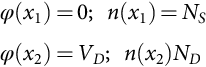 φ(x₁) = 0; n(x₁) = N_S
φ(x₂) = V_D; n(x₂)N_D